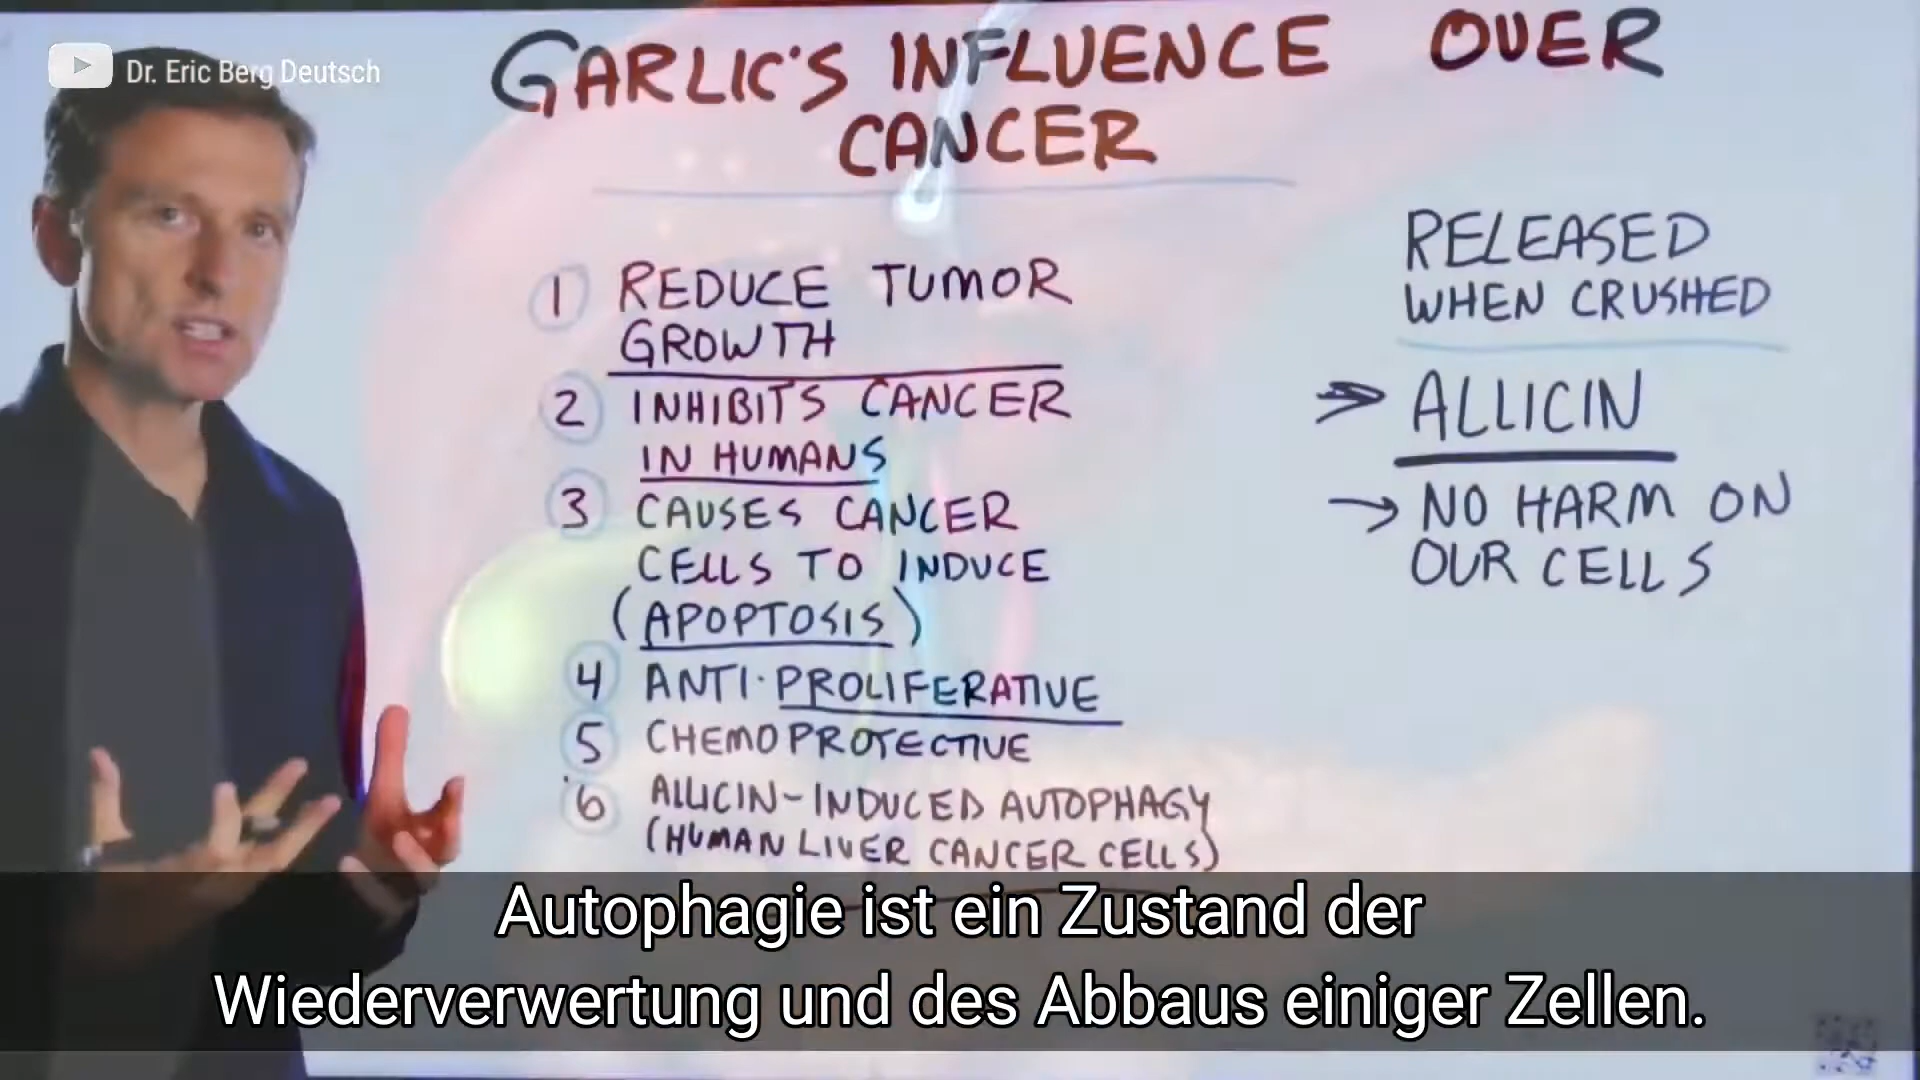 Dr. Eric Berg Deutsch
GARLIC'S INFLUENCE OVER
CANCER
1 REDUCE TUMOR
GROWTH
2 INHIBITS CANCER
IN HUMANS
3 CAUSES CANCER
CELLS TO INDUCE
(APOPTOSIS)
4 ANTI-PROLIFERATIVE
5 CHEMOPROTECTIVE
6 ALLICIN-INDUCED AUTOPHAGY
(HUMAN LIVER CANCER CELLS)
RELEASED
WHEN CRUSHED
ALLICIN
→ NO HARM ON
OUR CELLS
Autophagie ist ein Zustand der
Wiederverwertung und des Abbaus einiger Zellen.